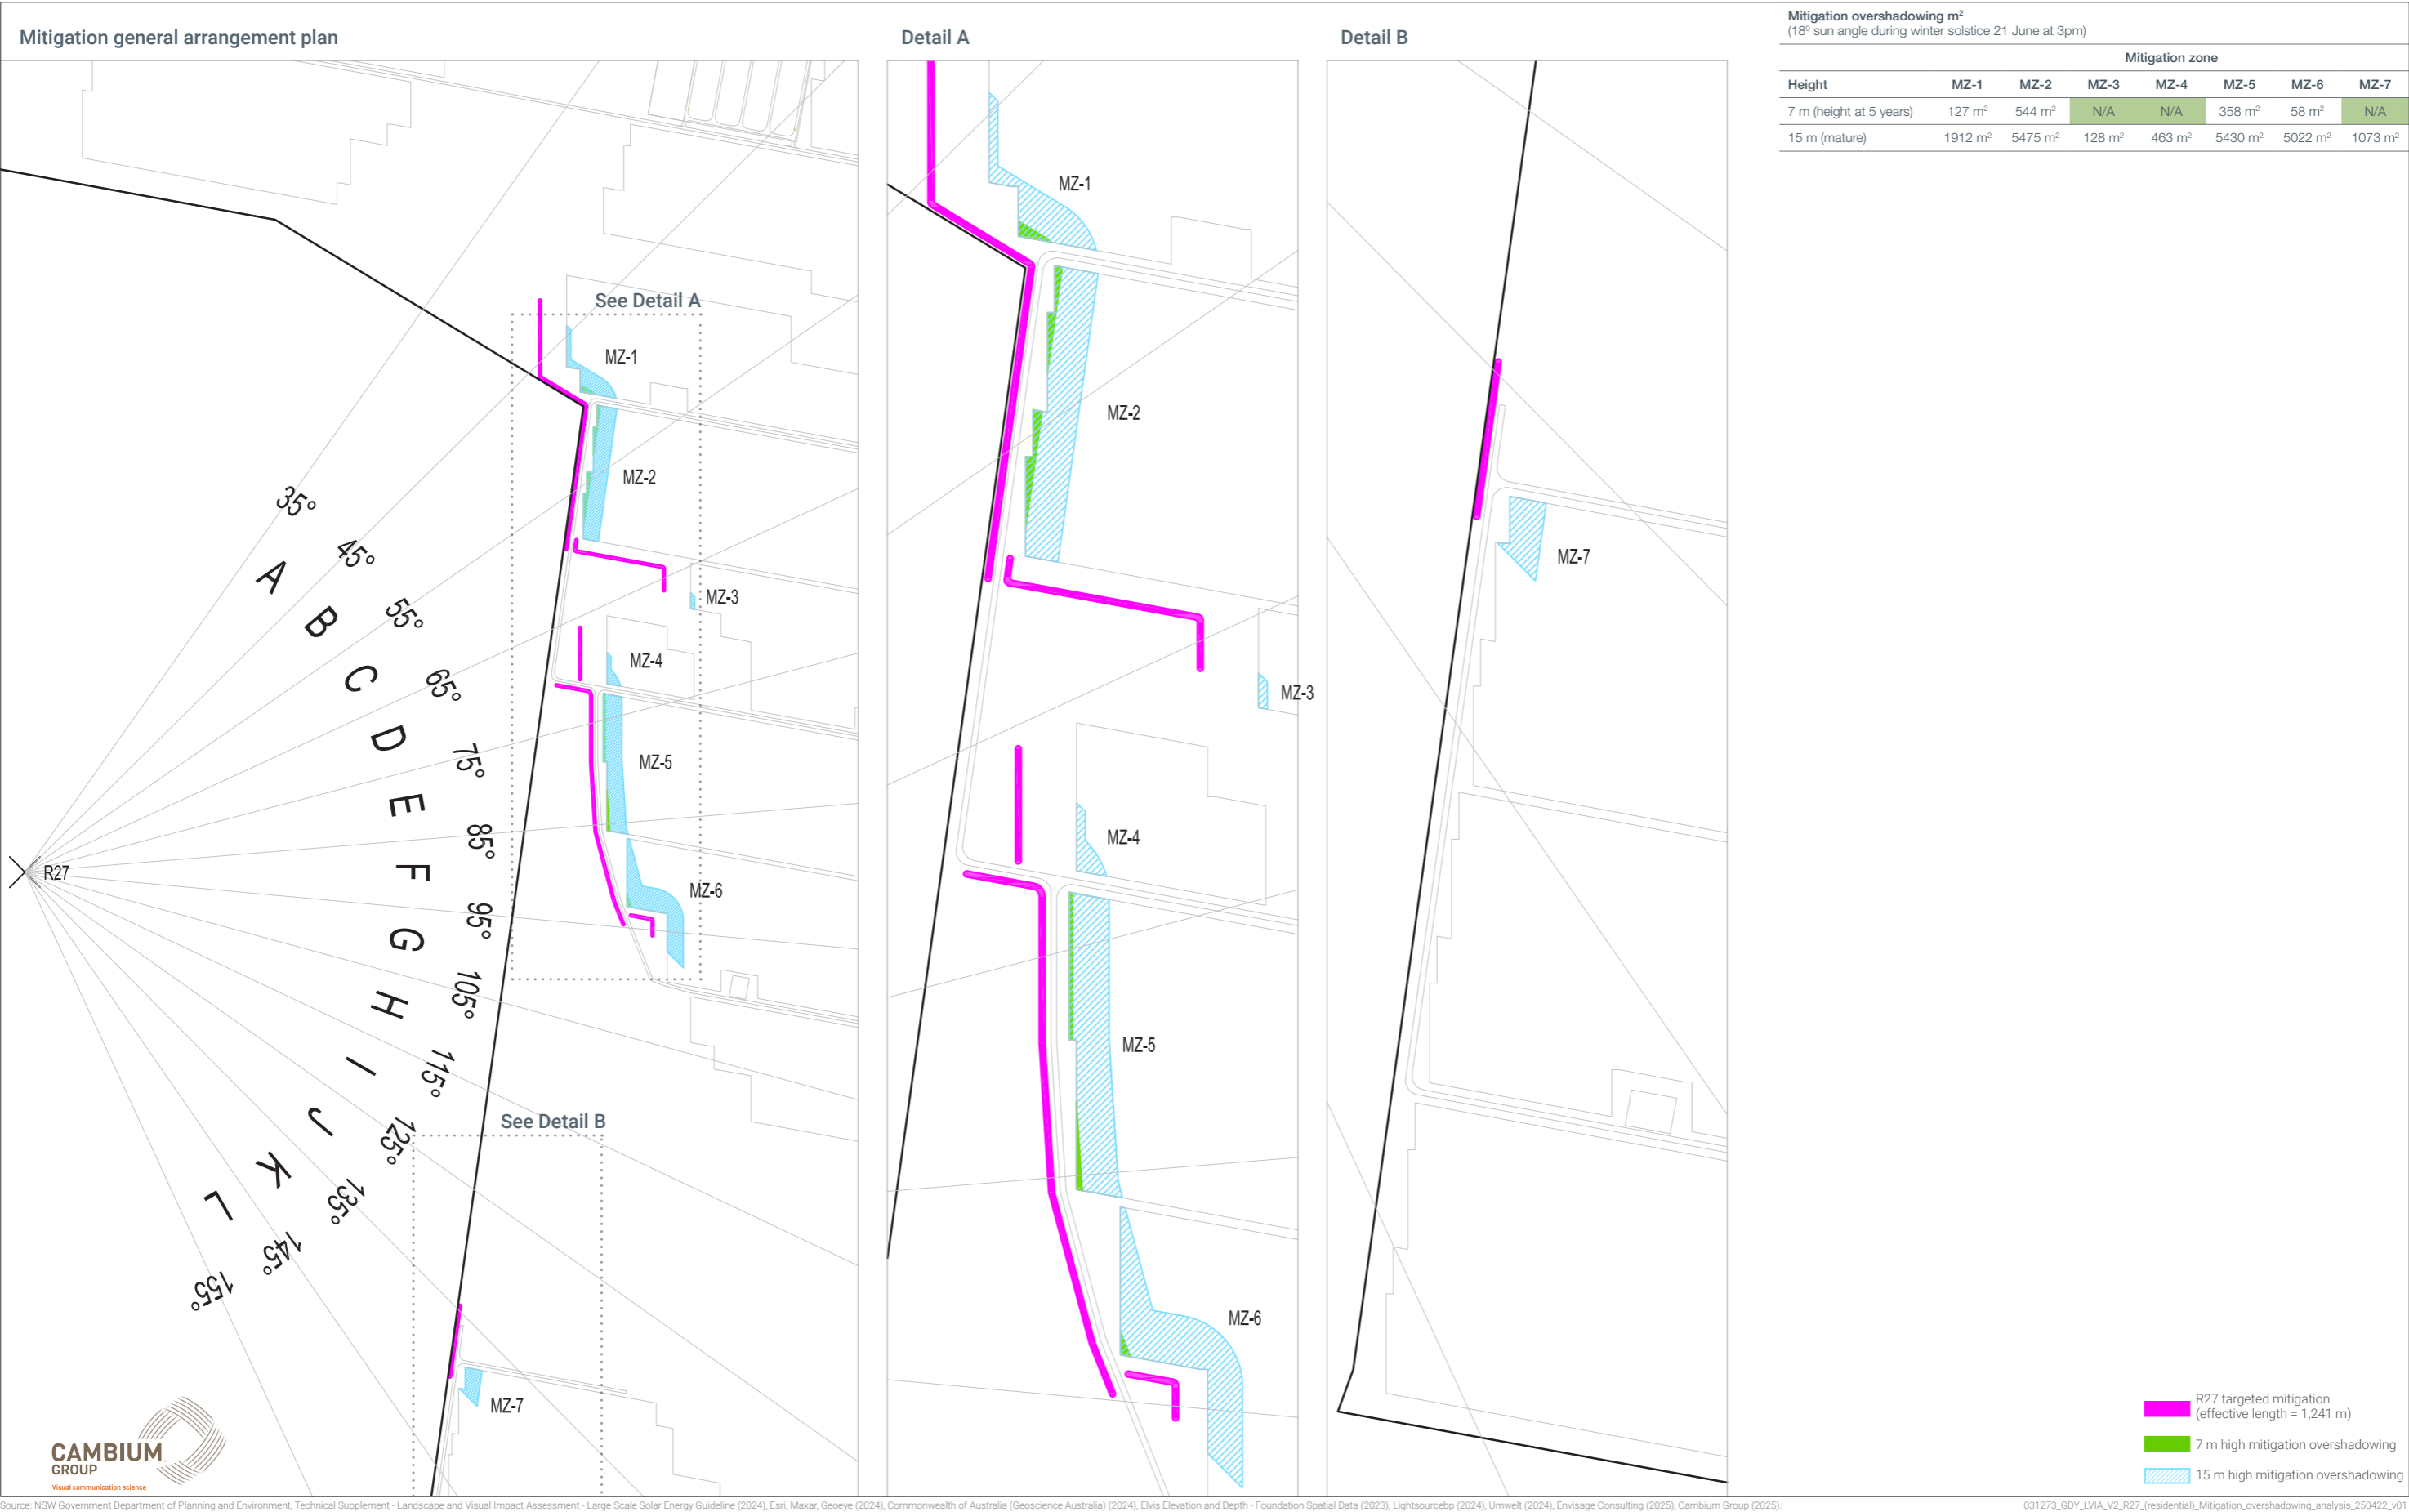 Mitigation general arrangement plan
See Detail A
MZ-1
MZ-2
MZ-3
MZ-4
MZ-5
MZ-6
See Detail B
MZ-7
R27
35°
45°
55°
65°
75°
85°
95°
105°
115°
125°
135°
145°
155°
A
B
C
D
E
F
G
H
I
J
K
L
CAMBIUM
GROUP
Visual communication science
Detail A
MZ-1
MZ-2
MZ-3
MZ-4
MZ-5
MZ-6
Detail B
MZ-7
Mitigation overshadowing m²
(18º sun angle during winter solstice 21 June at 3pm)
Mitigation zone
Height MZ-1 MZ-2 MZ-3 MZ-4 MZ-5 MZ-6 MZ-7
7 m (height at 5 years) 127 m² 544 m² N/A N/A 358 m² 58 m² N/A
15 m (mature) 1912 m² 5475 m² 128 m² 463 m² 5430 m² 5022 m² 1073 m²
R27 targeted mitigation
(effective length = 1,241 m)
7 m high mitigation overshadowing
15 m high mitigation overshadowing
Source: NSW Government Department of Planning and Environment, Technical Supplement - Landscape and Visual Impact Assessment - Large Scale Solar Energy Guideline (2024), Esri, Maxar, Geoeye (2024), Commonwealth of Australia (Geoscience Australia) (2024), Elvis Elevation and Depth - Foundation Spatial Data (2023), Lightsourcebp (2024), Umwelt (2024), Envisage Consulting (2025), Cambium Group (2025).
031273_GDY_LVIA_V2_R27_(residential)_Mitigation_overshadowing_analysis_250422_v01